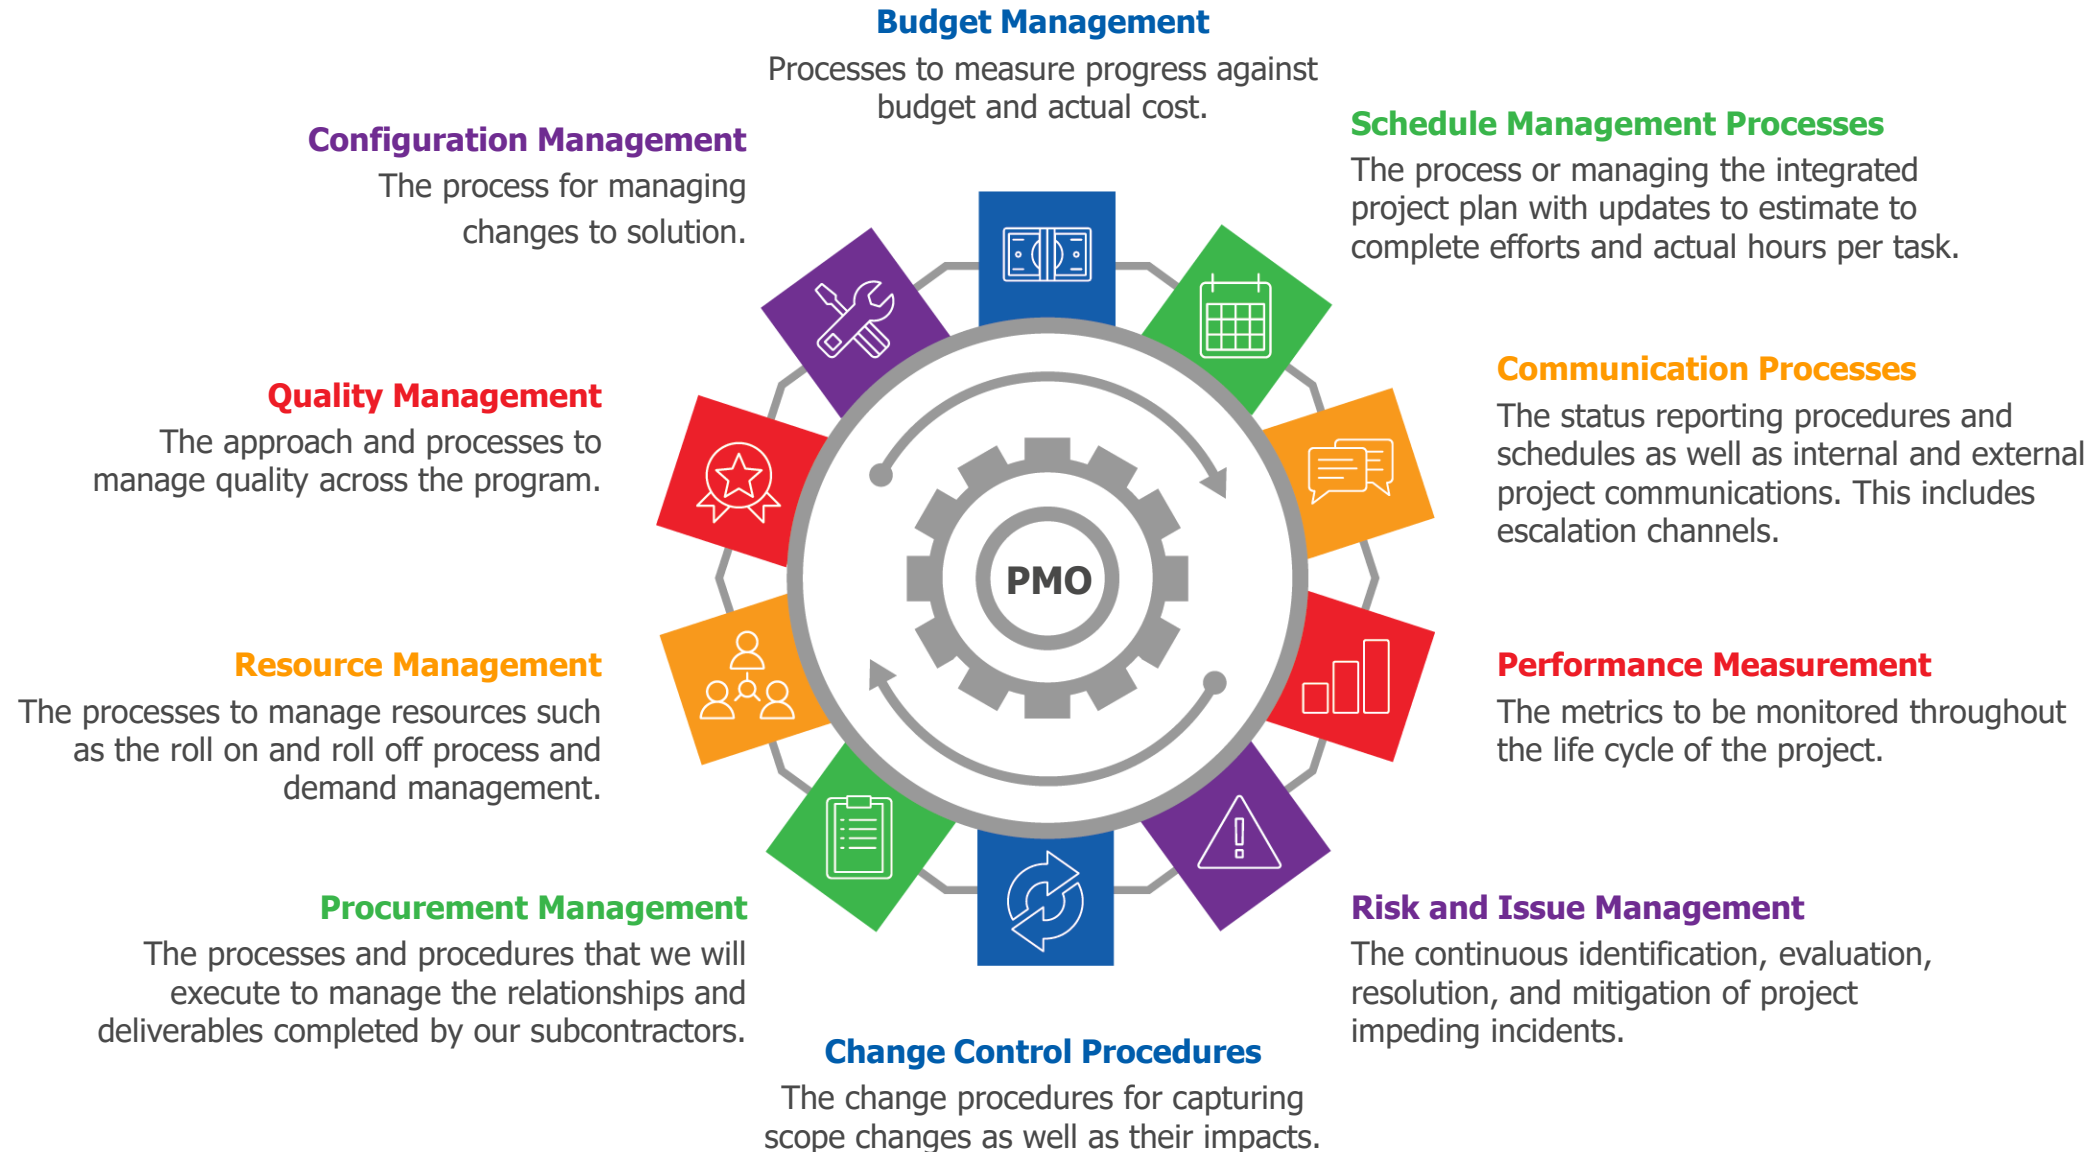 Budget Management
Processes to measure progress against
budget and actual cost.
Schedule Management Processes
The process or managing the integrated
project plan with updates to estimate to
complete efforts and actual hours per task.
Communication Processes
The status reporting procedures and
schedules as well as internal and external
project communications. This includes
escalation channels.
Performance Measurement
The metrics to be monitored throughout
the life cycle of the project.
Risk and Issue Management
The continuous identification, evaluation,
resolution, and mitigation of project
impeding incidents.
Change Control Procedures
The change procedures for capturing
scope changes as well as their impacts.
Procurement Management
The processes and procedures that we will
execute to manage the relationships and
deliverables completed by our subcontractors.
Resource Management
The processes to manage resources such
as the roll on and roll off process and
demand management.
Quality Management
The approach and processes to
manage quality across the program.
Configuration Management
The process for managing
changes to solution.
PMO